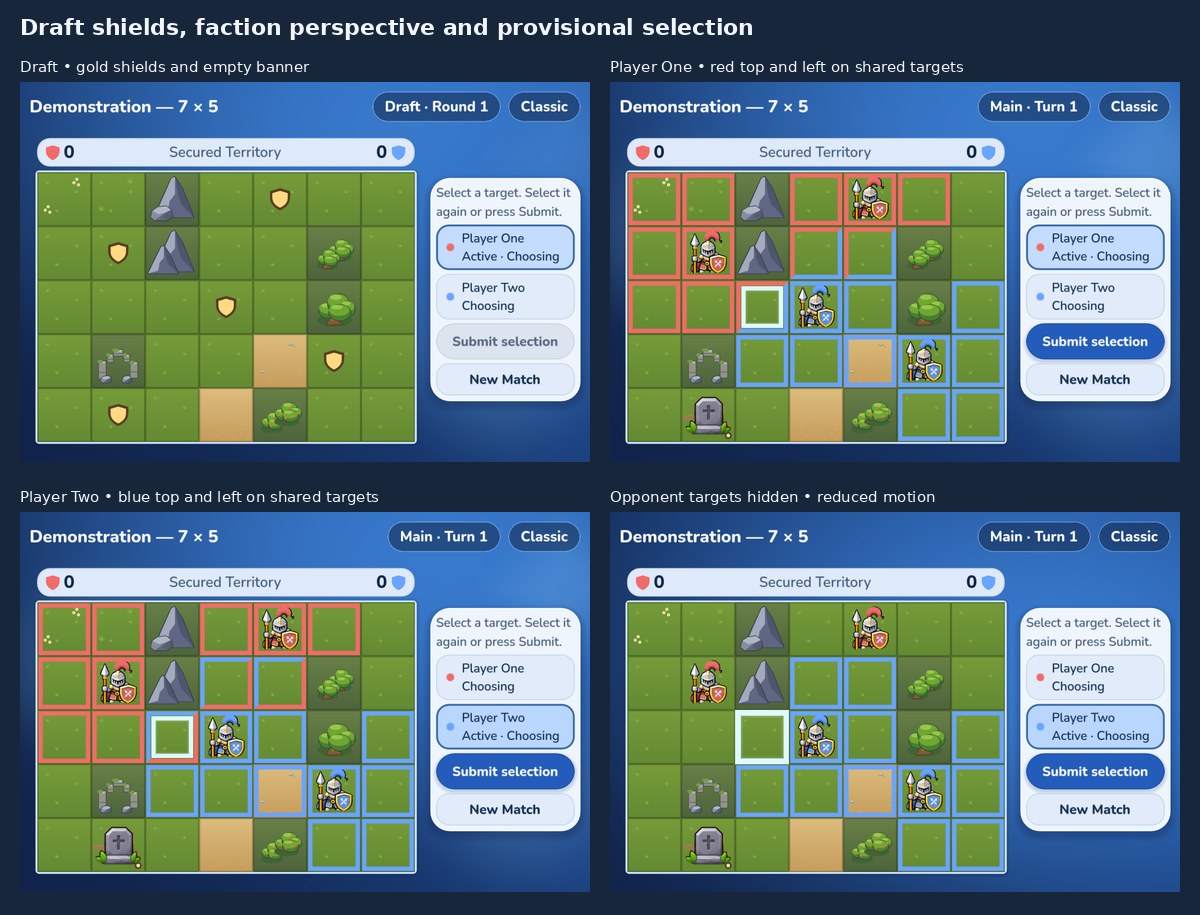 Draft shields, faction perspective and provisional selection
Draft • gold shields and empty banner
Demonstration — 7 × 5
Draft · Round 1
Classic
0
Secured Territory
0
Select a target. Select it
again or press Submit.
Player One
Active · Choosing
Player Two
Choosing
Submit selection
New Match
Player One • red top and left on shared targets
Demonstration — 7 × 5
Main · Turn 1
Classic
0
Secured Territory
0
Select a target. Select it
again or press Submit.
Player One
Active · Choosing
Player Two
Choosing
Submit selection
New Match
Player Two • blue top and left on shared targets
Demonstration — 7 × 5
Main · Turn 1
Classic
0
Secured Territory
0
Select a target. Select it
again or press Submit.
Player One
Choosing
Player Two
Active · Choosing
Submit selection
New Match
Opponent targets hidden • reduced motion
Demonstration — 7 × 5
Main · Turn 1
Classic
0
Secured Territory
0
Select a target. Select it
again or press Submit.
Player One
Choosing
Player Two
Active · Choosing
Submit selection
New Match